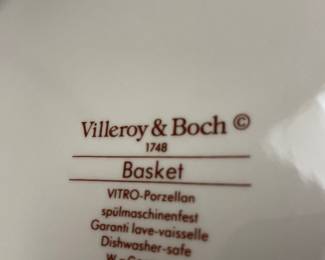 Villeroy & Boch ©
1748
Basket
VITRO-Porzellan
spülmaschinenfest
Garanti lave-vaisselle
Dishwasher-safe